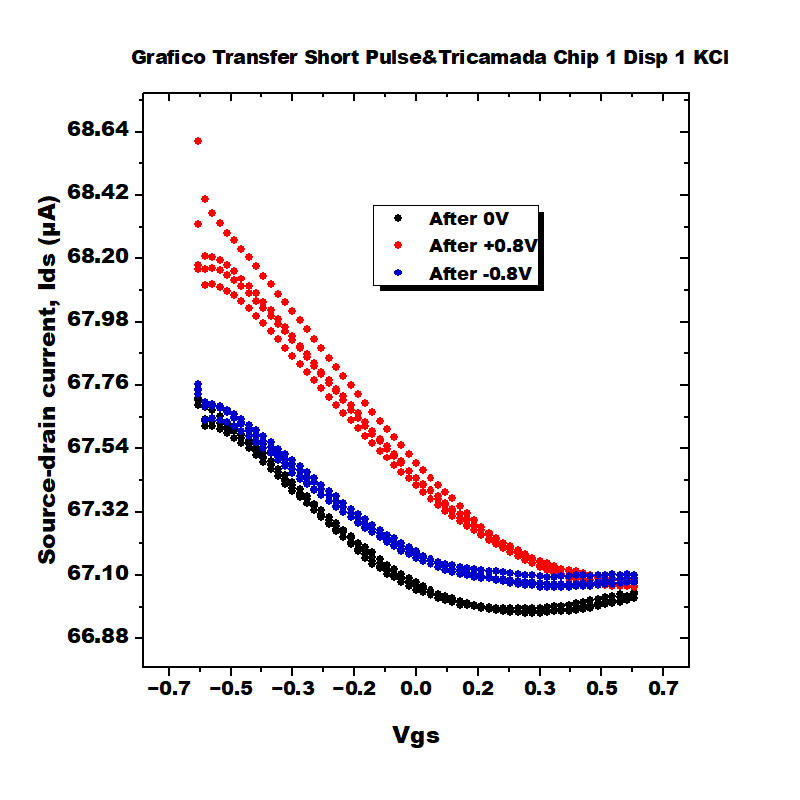 Grafico Transfer Short Pulse&Tricamada Chip 1 Disp 1 KCl
68.64
68.42
68.20
67.98
67.76
67.54
67.32
67.10
66.88
Source-drain current, Ids (µA)
After 0V
After +0.8V
After -0.8V
−0.7 −0.5 −0.3 −0.2 0.0 0.2 0.3 0.5 0.7
Vgs